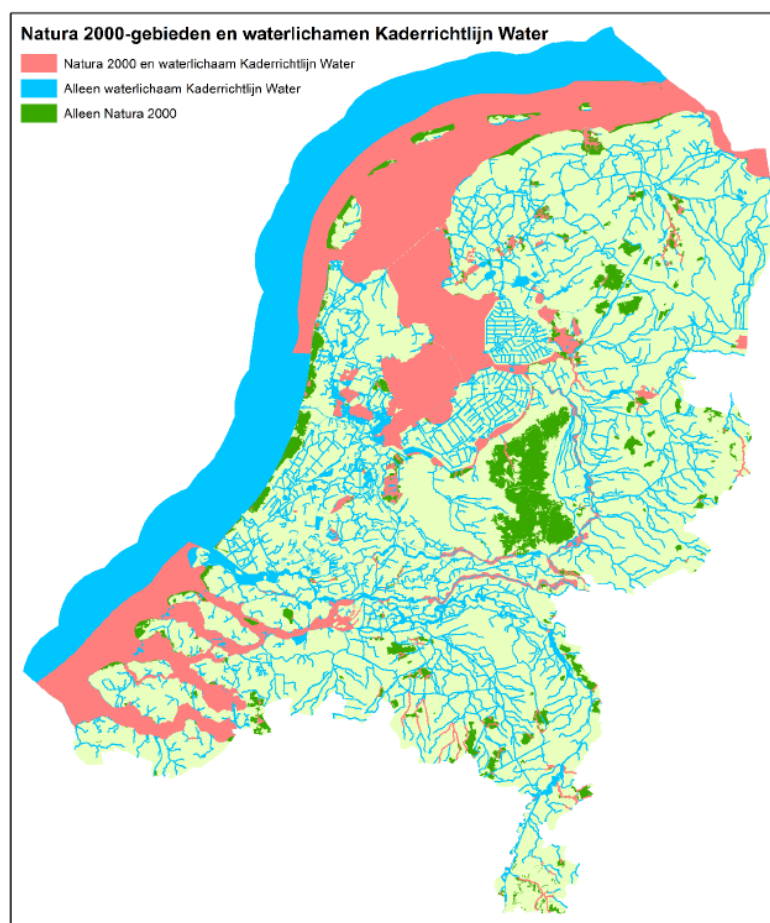 Natura 2000-gebieden en waterlichamen Kaderrichtlijn Water
Natura 2000 en waterlichaam Kaderrichtlijn Water
Alleen waterlichaam Kaderrichtlijn Water
Alleen Natura 2000